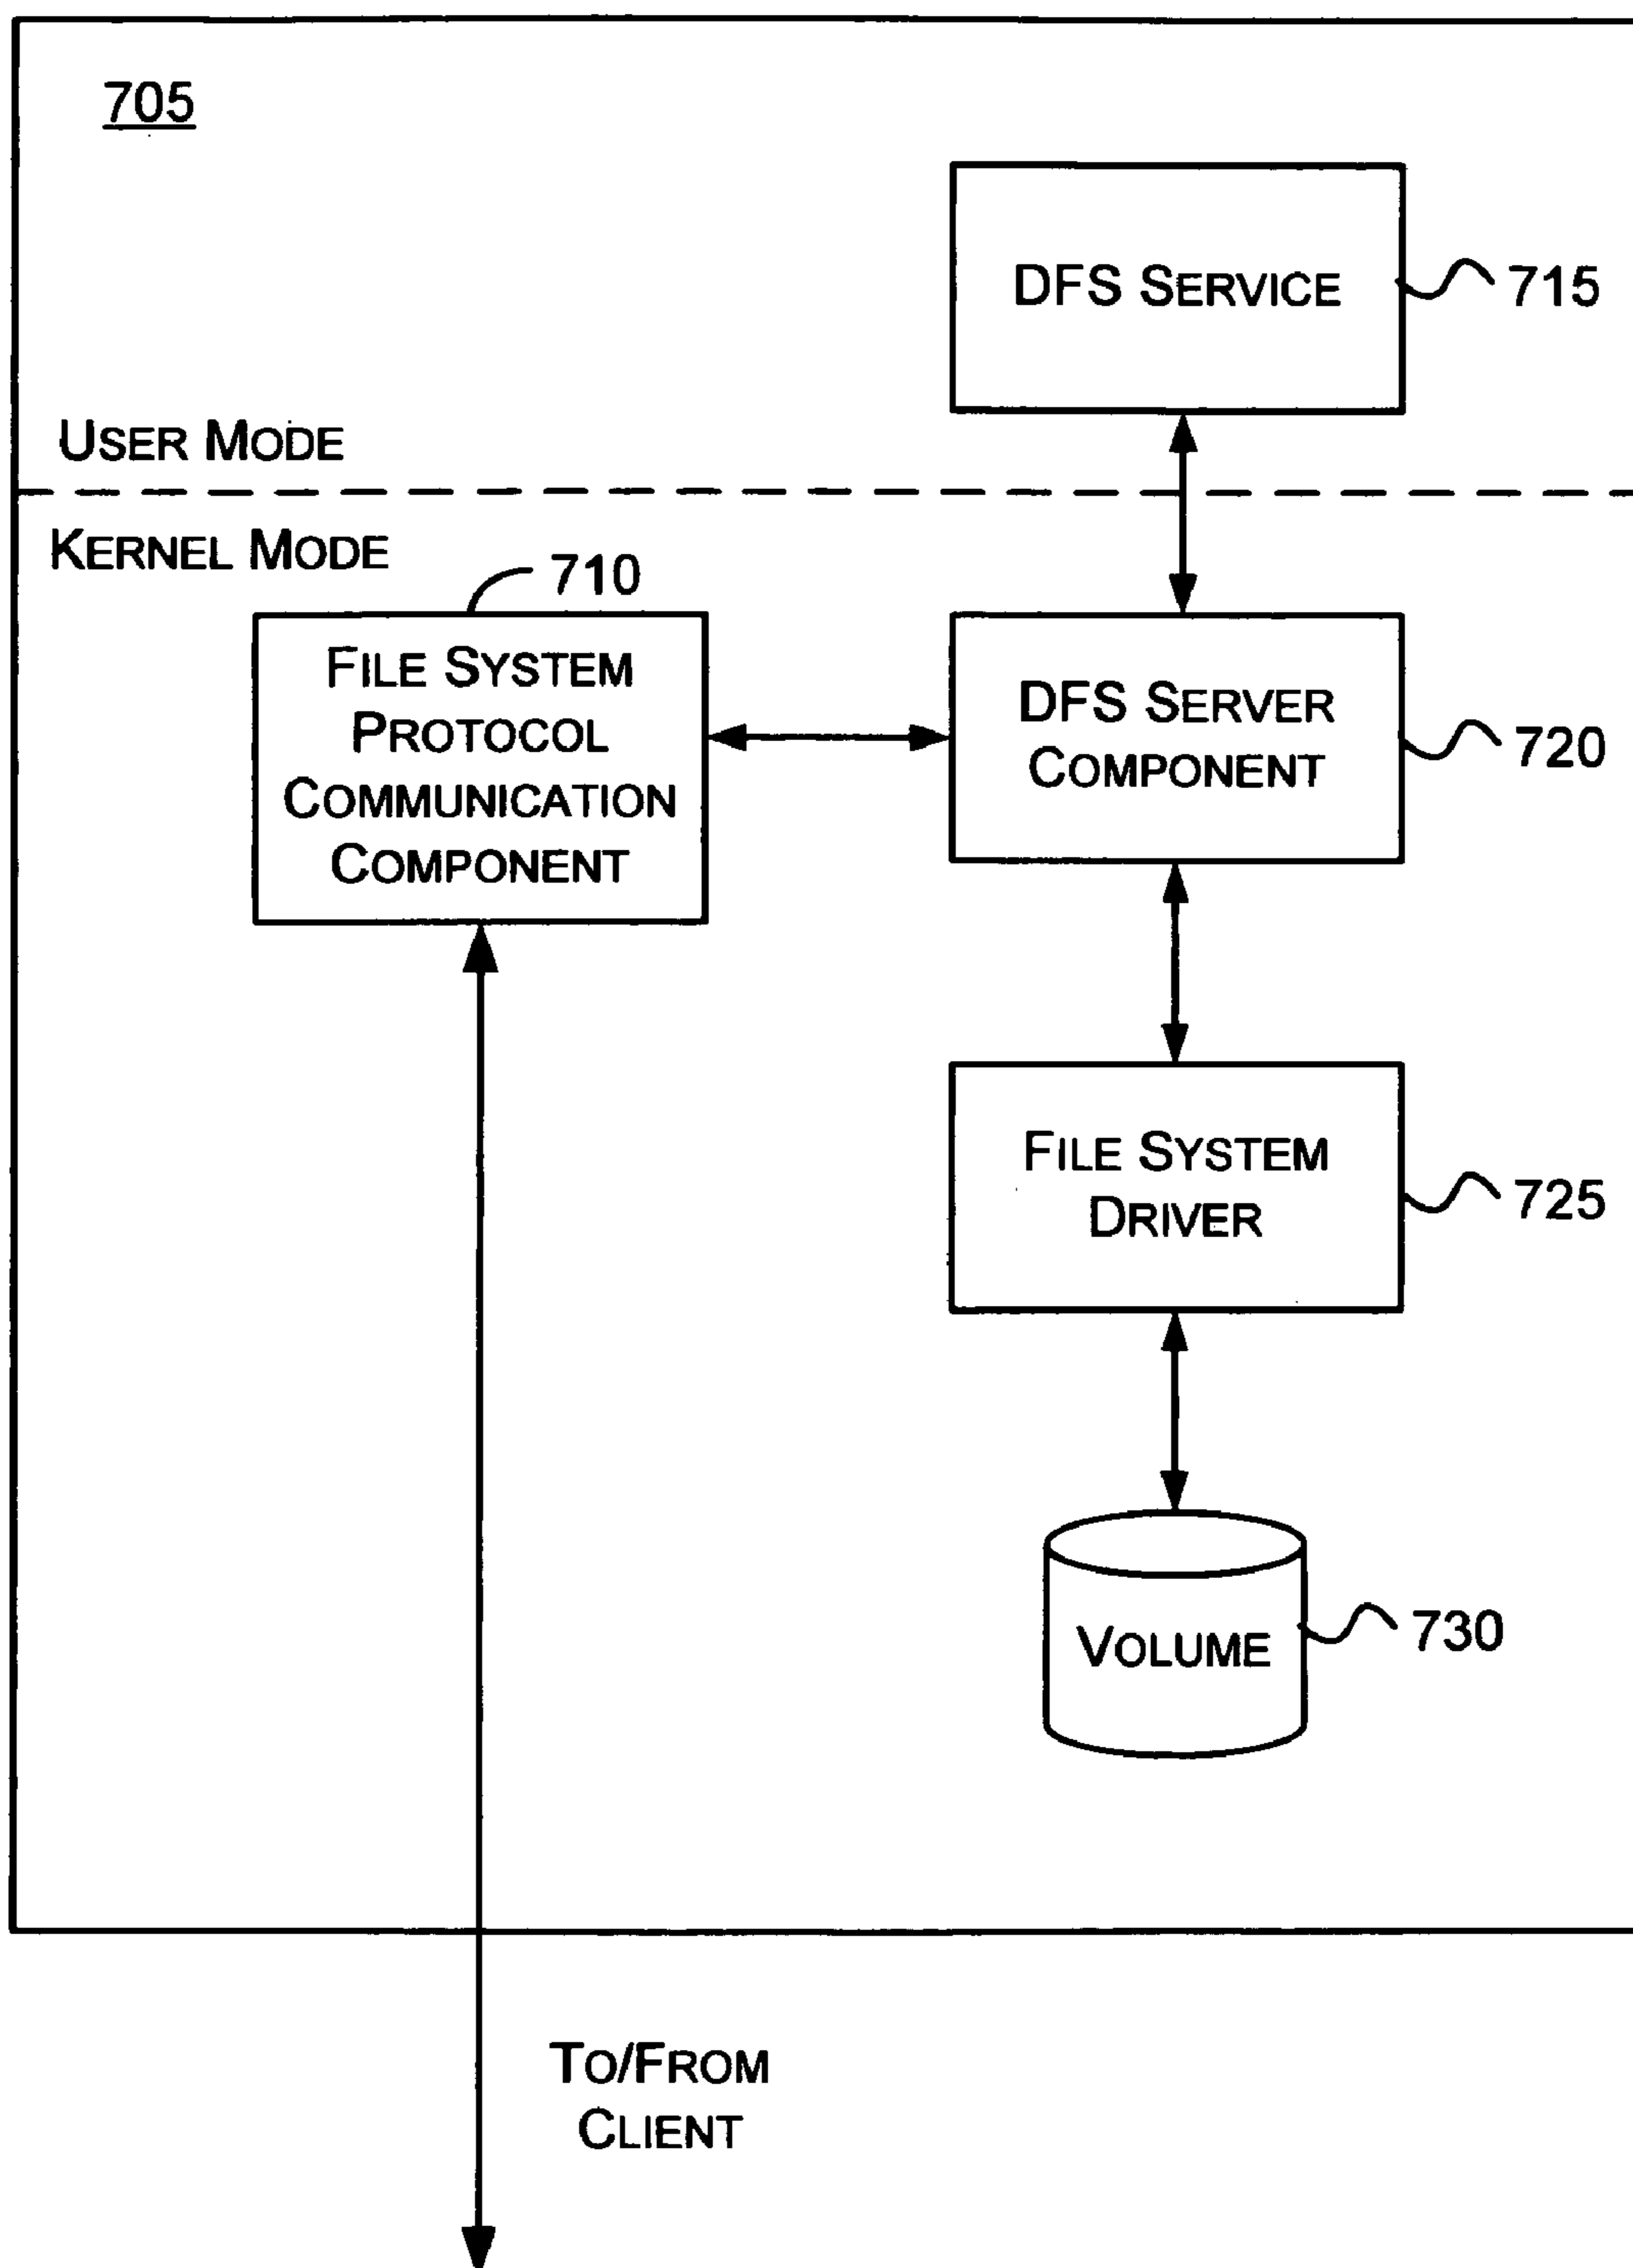 705
DFS SERVICE
715
USER MODE
KERNEL MODE
710
FILE SYSTEM
PROTOCOL
COMMUNICATION
COMPONENT
DFS SERVER
COMPONENT
720
FILE SYSTEM
DRIVER
725
VOLUME
730
TO/FROM
CLIENT